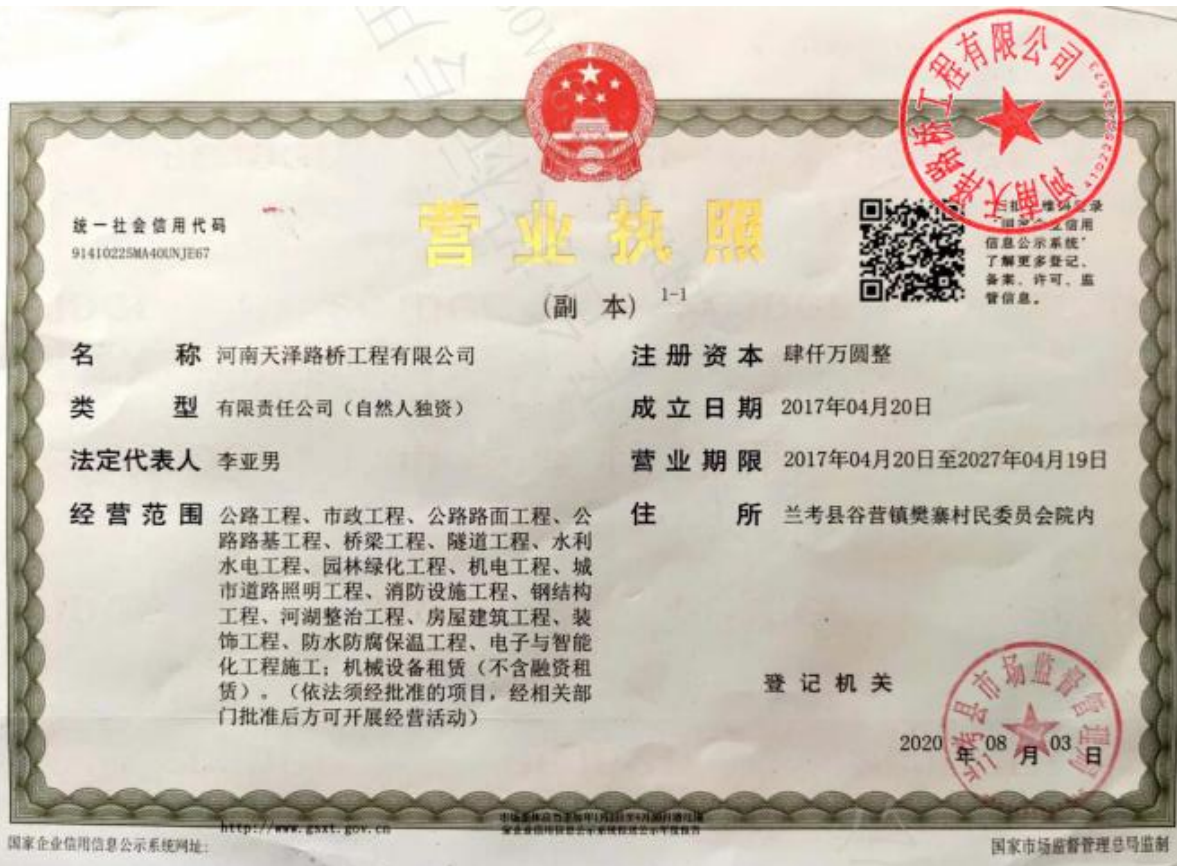 河南天泽路桥工程有限公司
统一社会信用代码
91410225MA40UNJE67
营业执照
(副 本) 1-1
信息公示系统"
了解更多登记、
备案、许可、监
管信息。
名 称 河南天泽路桥工程有限公司
类 型 有限责任公司（自然人独资）
法定代表人 李亚男
经营范围 公路工程、市政工程、公路路面工程、公
路路基工程、桥梁工程、隧道工程、水利
水电工程、园林绿化工程、机电工程、城
市道路照明工程、消防设施工程、钢结构
工程、河湖整治工程、房屋建筑工程、装
饰工程、防水防腐保温工程、电子与智能
化工程施工；机械设备租赁（不含融资租
赁）。（依法须经批准的项目，经相关部
门批准后方可开展经营活动）
注册资本 肆仟万圆整
成立日期 2017年04月20日
营业期限 2017年04月20日至2027年04月19日
住 所 兰考县谷营镇樊寨村民委员会院内
登记机关
兰考县市场监督管理局
2020 年 08 月 03 日
国家企业信用信息公示系统网址：
http://www.gsxt.gov.cn
国家市场监督管理总局监制